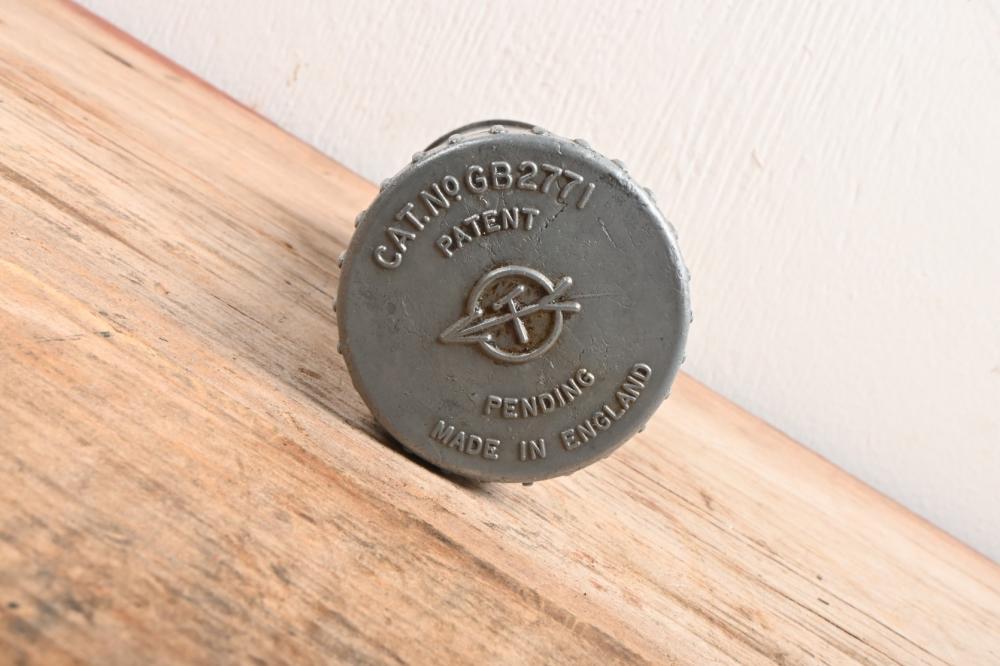 CAT. No GB2771
PATENT
PENDING
MADE IN ENGLAND